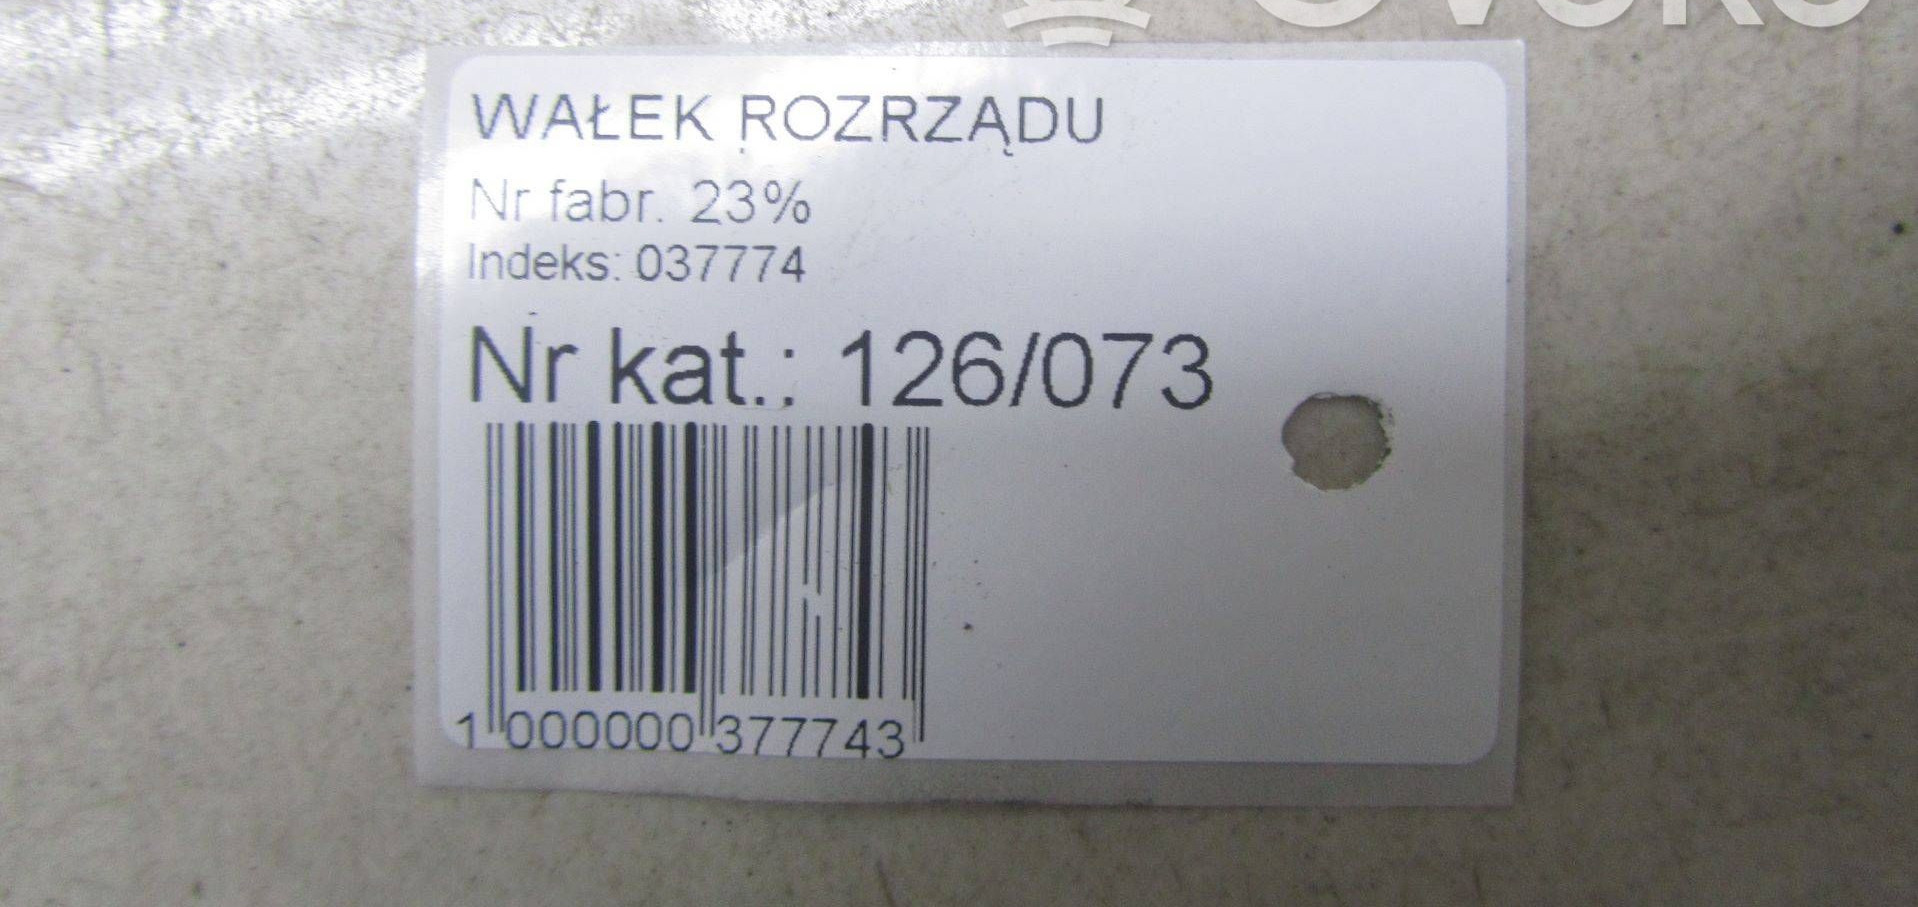 WAŁEK ROZRZĄDU
Nr fabr. 23%
Indeks: 037774
Nr kat.: 126/073
1 000000 377743